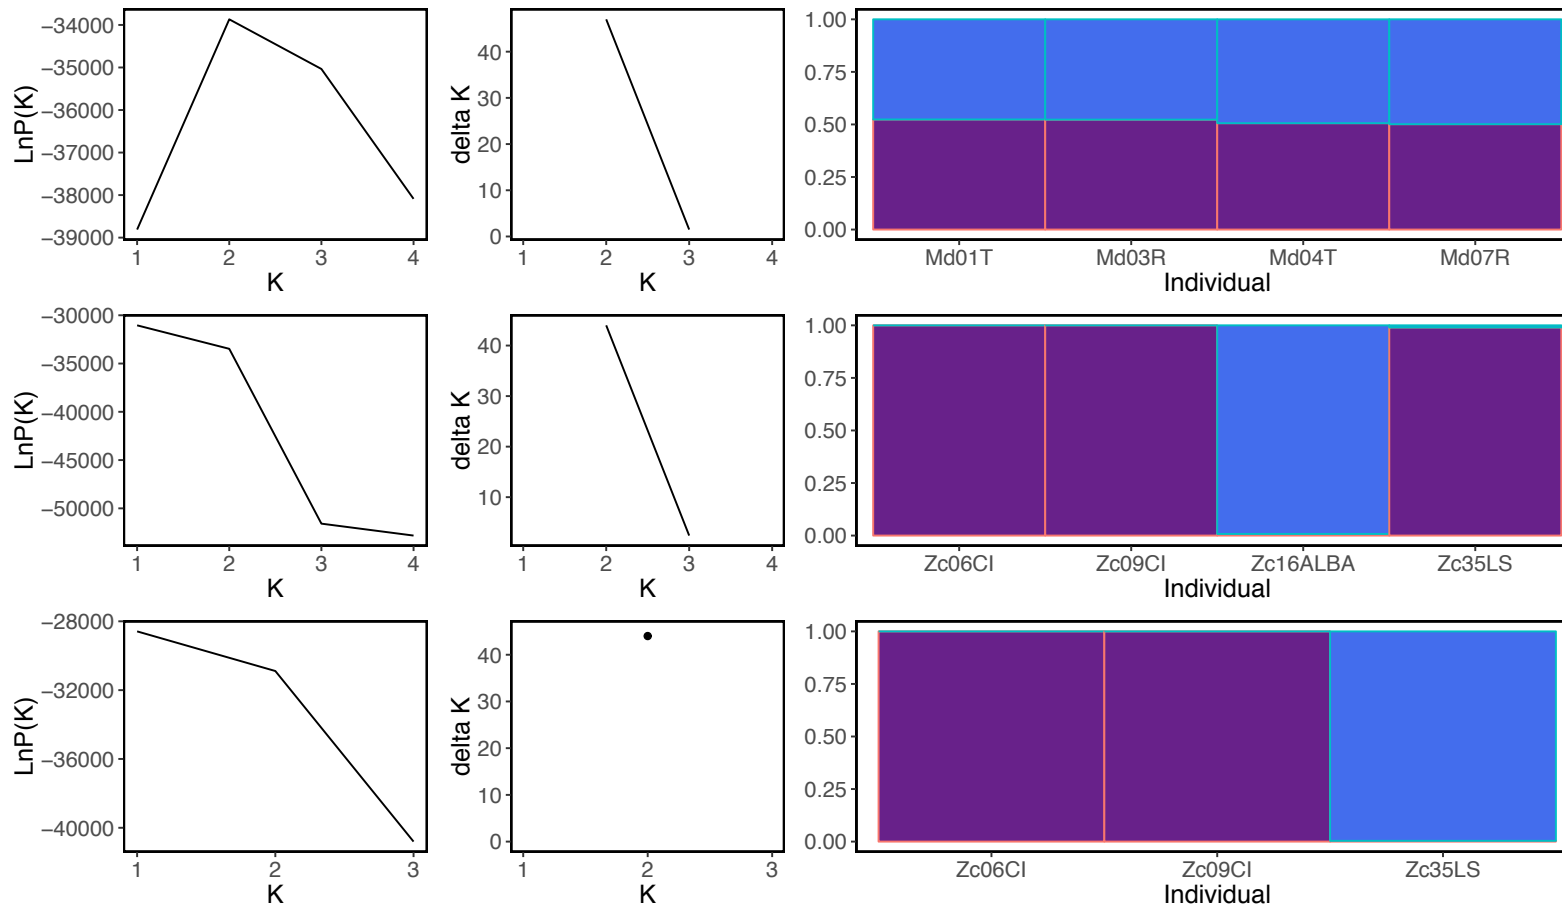 LnP(K)
−34000
−35000
−36000
−37000
−38000
−39000
1 2 3 4
K
delta K
40
30
20
10
0
1 2 3 4
K
1.00
0.75
0.50
0.25
0.00
Md01T Md03R Md04T Md07R
Individual
LnP(K)
−30000
−35000
−40000
−45000
−50000
1 2 3 4
K
delta K
40
30
20
10
1 2 3 4
K
1.00
0.75
0.50
0.25
0.00
Zc06CI Zc09CI Zc16ALBA Zc35LS
Individual
LnP(K)
−28000
−32000
−36000
−40000
1 2 3
K
delta K
40
30
20
10
0
1 2 3
K
1.00
0.75
0.50
0.25
0.00
Zc06CI Zc09CI Zc35LS
Individual